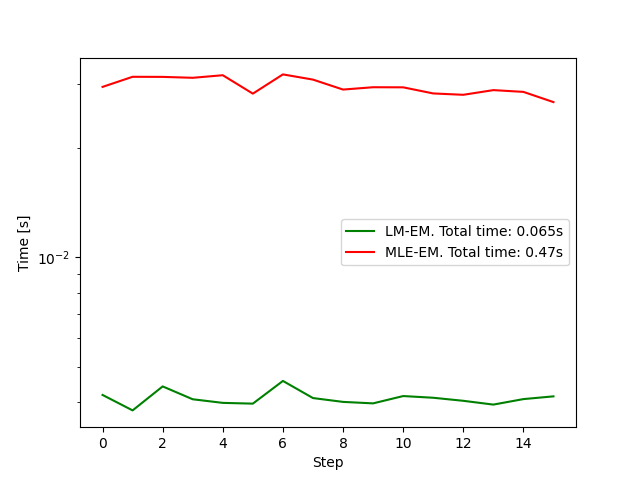 Time [s]
10⁻²
LM-EM. Total time: 0.065s
MLE-EM. Total time: 0.47s
0 2 4 6 8 10 12 14
Step